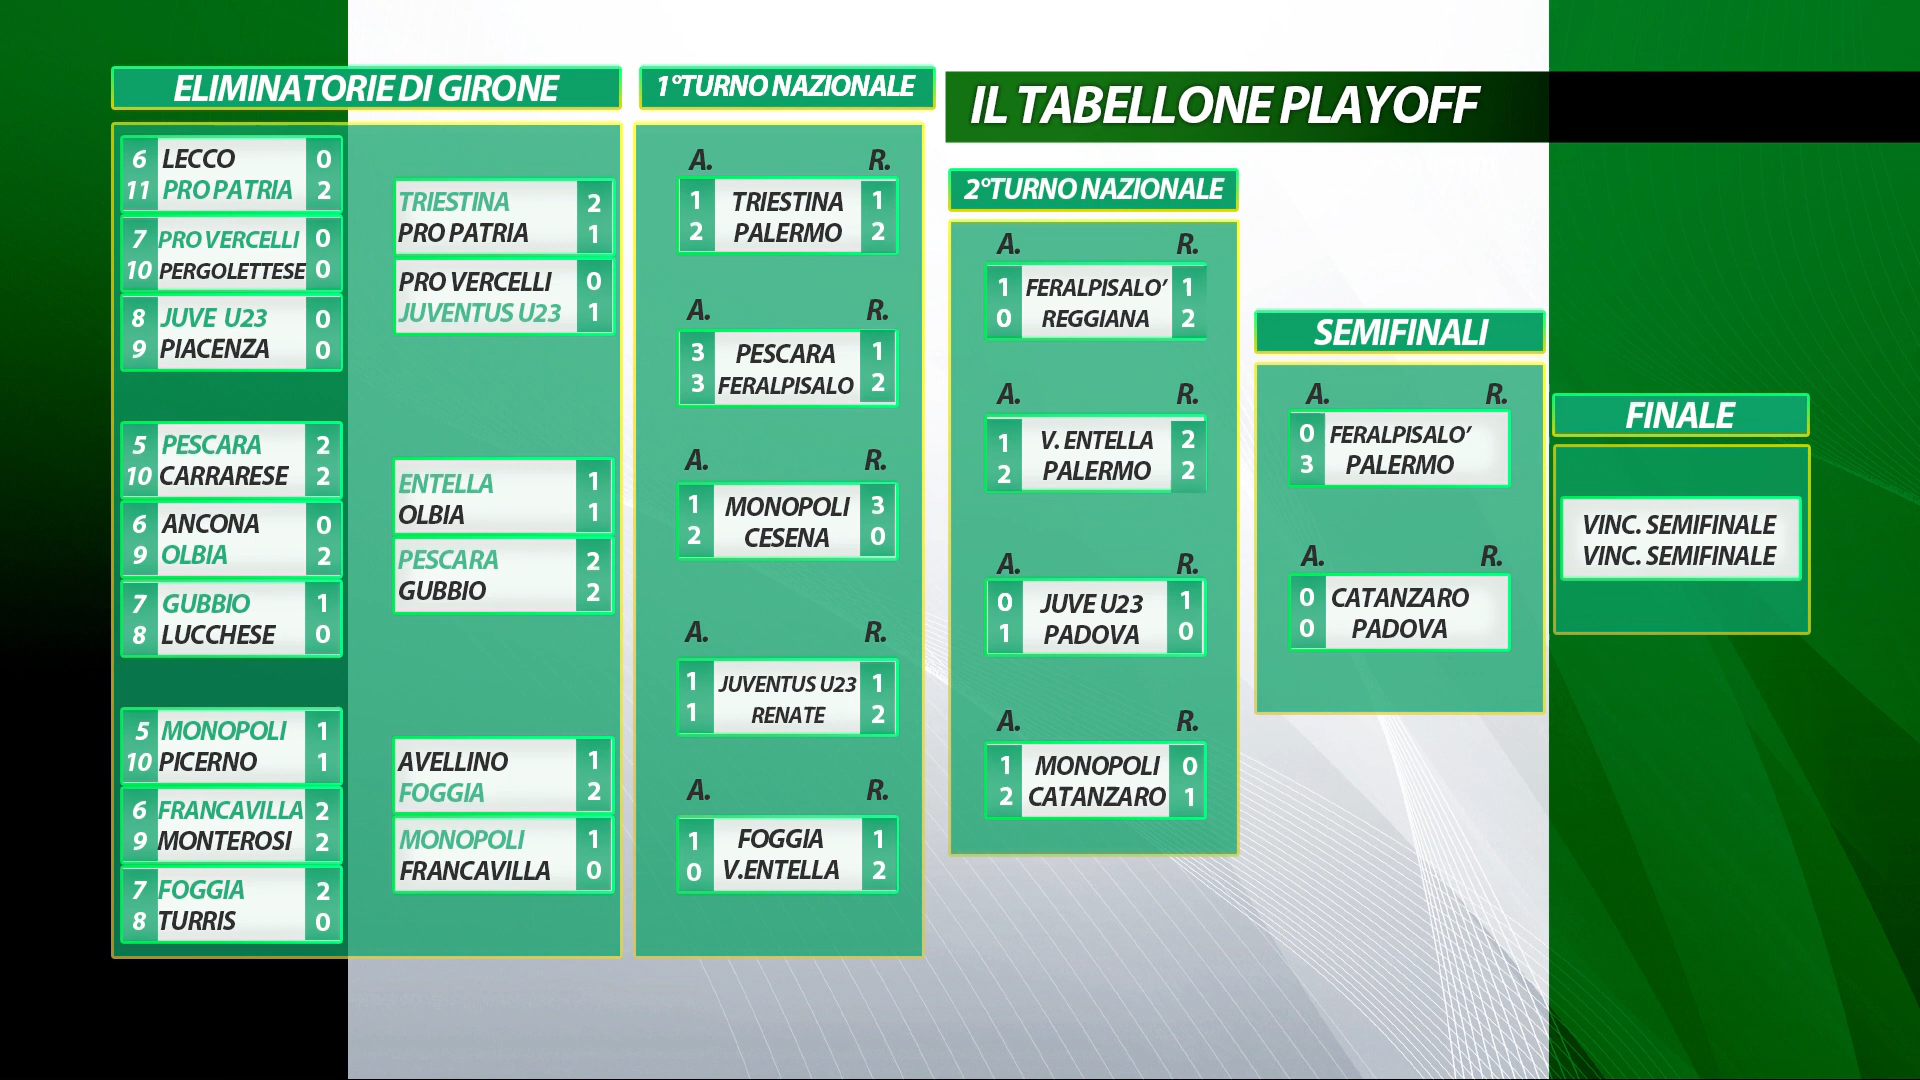 ELIMINATORIE DI GIRONE
6 LECCO 0
11 PRO PATRIA 2
7 PRO VERCELLI 0
10 PERGOLETTESE 0
8 JUVE U23 0
9 PIACENZA 0
5 PESCARA 2
10 CARRARESE 2
6 ANCONA 0
9 OLBIA 2
7 GUBBIO 1
8 LUCCHESE 0
5 MONOPOLI 1
10 PICERNO 1
6 FRANCAVILLA 2
9 MONTEROSI 2
7 FOGGIA 2
8 TURRIS 0
TRIESTINA 2
PRO PATRIA 1
PRO VERCELLI 0
JUVENTUS U23 1
ENTELLA 1
OLBIA 1
PESCARA 2
GUBBIO 2
AVELLINO 1
FOGGIA 2
MONOPOLI 1
FRANCAVILLA 0
1°TURNO NAZIONALE
A. R.
1 TRIESTINA 1
2 PALERMO 2
A. R.
3 PESCARA 1
3 FERALPISALO 2
A. R.
1 MONOPOLI 3
2 CESENA 0
A. R.
1 JUVENTUS U23 1
1 RENATE 2
A. R.
1 FOGGIA 1
0 V.ENTELLA 2
IL TABELLONE PLAYOFF
2°TURNO NAZIONALE
A. R.
1 FERALPISALO' 1
0 REGGIANA 2
A. R.
1 V. ENTELLA 2
2 PALERMO 2
A. R.
0 JUVE U23 1
1 PADOVA 0
A. R.
1 MONOPOLI 0
2 CATANZARO 1
SEMIFINALI
A. R.
0 FERALPISALO'
3 PALERMO
A. R.
0 CATANZARO
0 PADOVA
FINALE
VINC. SEMIFINALE
VINC. SEMIFINALE